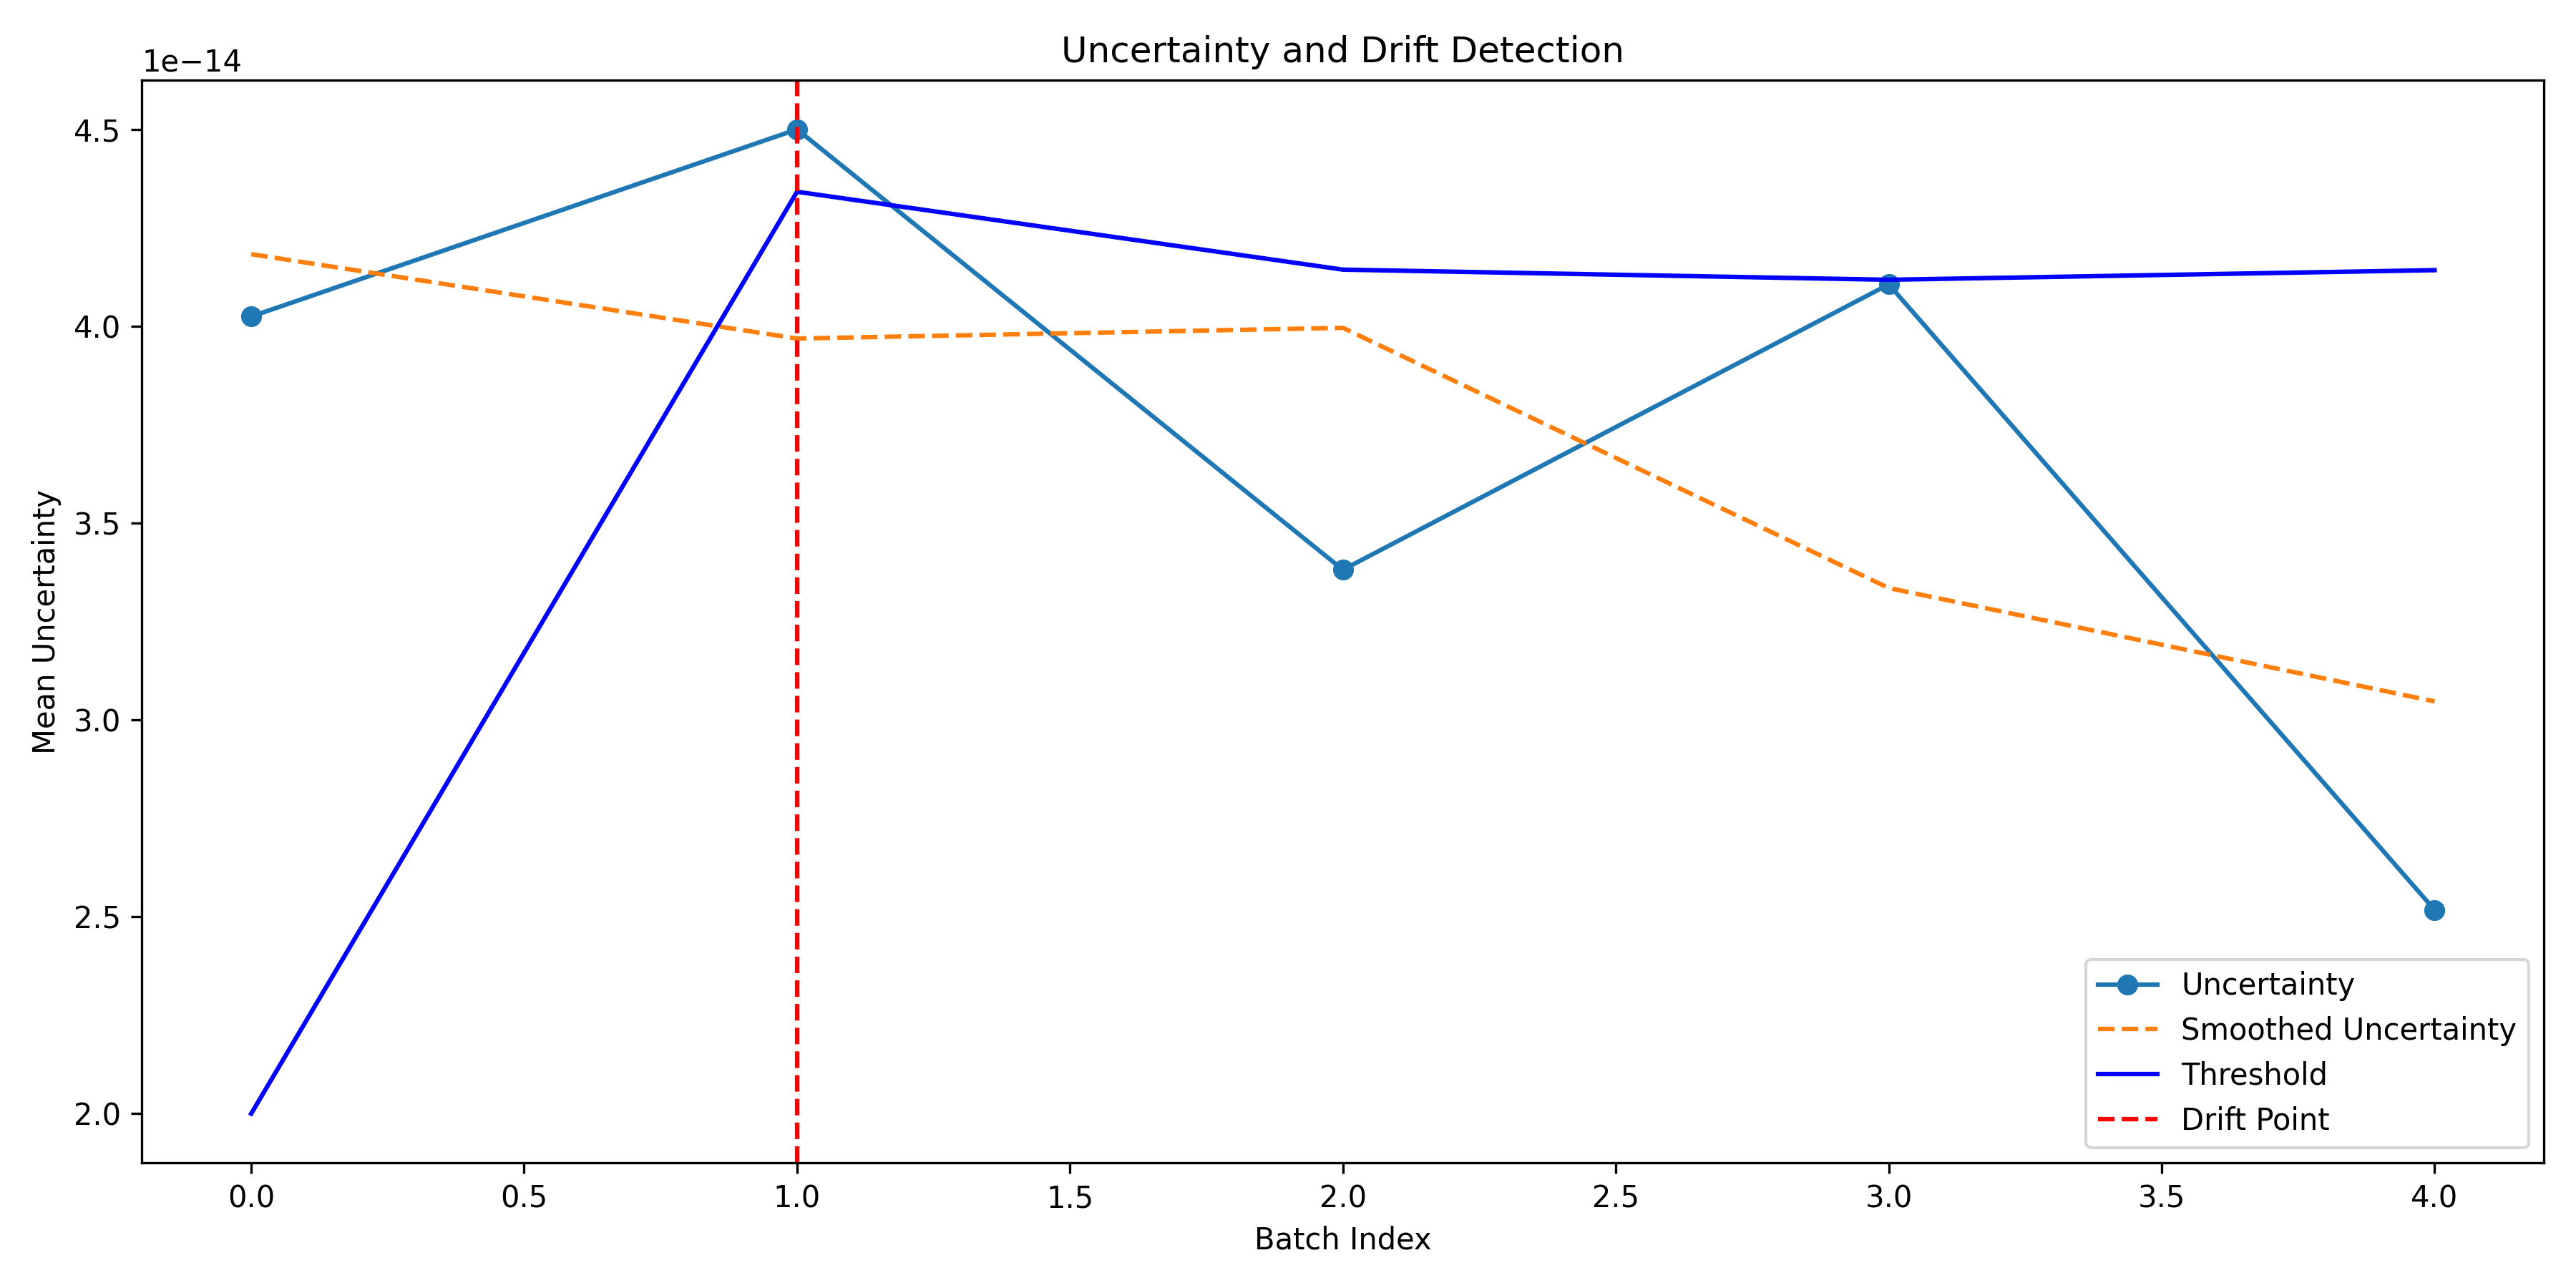 Uncertainty and Drift Detection
1e−14
4.5
4.0
3.5
3.0
2.5
2.0
Mean Uncertainty
0.0 0.5 1.0 1.5 2.0 2.5 3.0 3.5 4.0
Batch Index
Uncertainty
Smoothed Uncertainty
Threshold
Drift Point